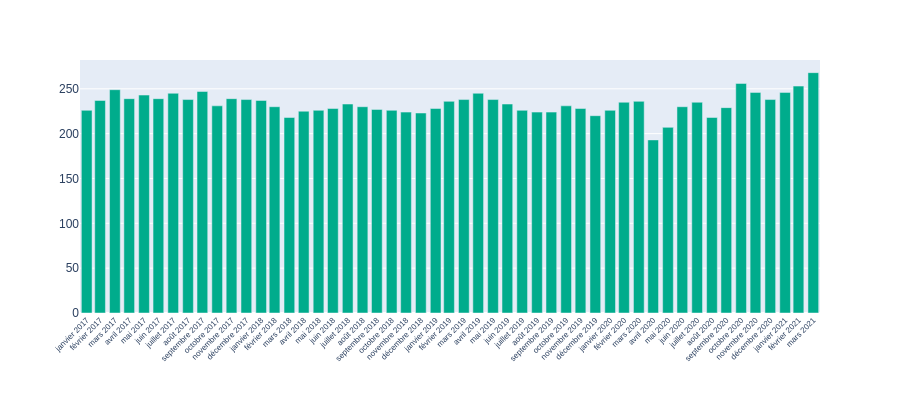 250
200
150
100
50
0
janvier 2017
février 2017
mars 2017
avril 2017
mai 2017
juin 2017
juillet 2017
août 2017
septembre 2017
octobre 2017
novembre 2017
décembre 2017
janvier 2018
février 2018
mars 2018
avril 2018
mai 2018
juin 2018
juillet 2018
août 2018
septembre 2018
octobre 2018
novembre 2018
décembre 2018
janvier 2019
février 2019
mars 2019
avril 2019
mai 2019
juin 2019
juillet 2019
août 2019
septembre 2019
octobre 2019
novembre 2019
décembre 2019
janvier 2020
février 2020
mars 2020
avril 2020
mai 2020
juin 2020
juillet 2020
août 2020
septembre 2020
octobre 2020
novembre 2020
décembre 2020
janvier 2021
février 2021
mars 2021